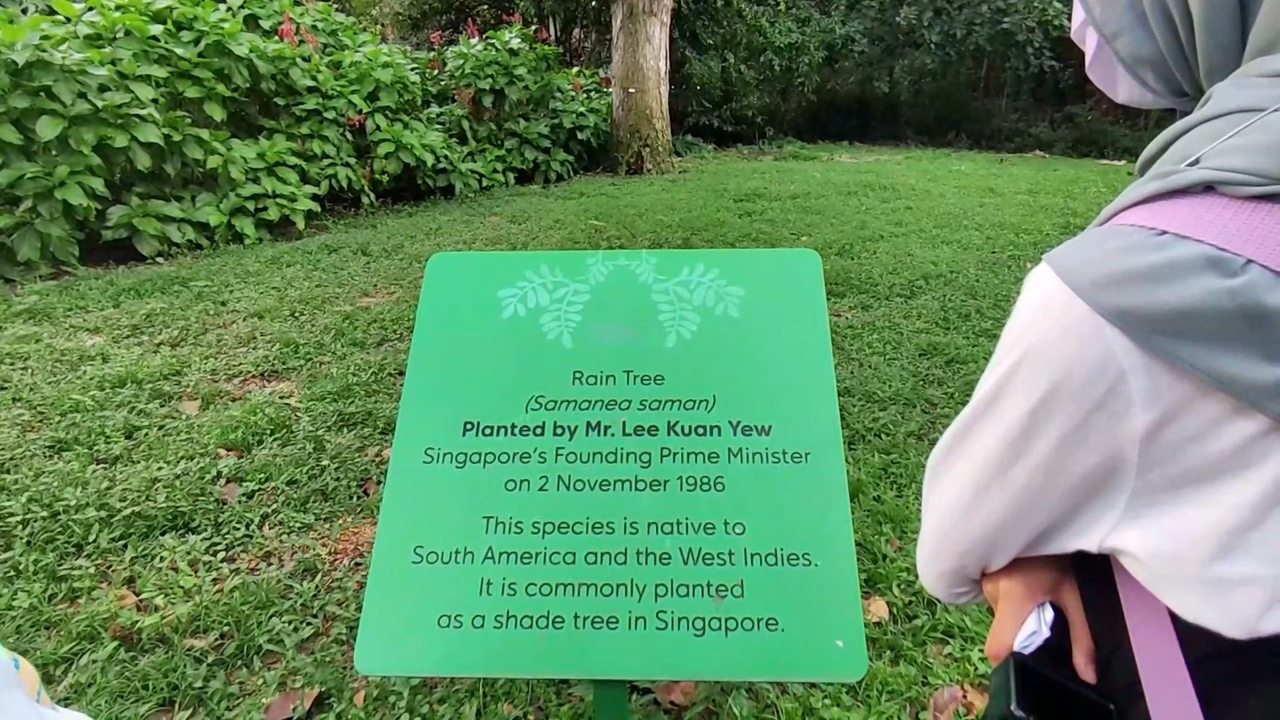 Rain Tree
(Samanea saman)
Planted by Mr. Lee Kuan Yew
Singapore's Founding Prime Minister
on 2 November 1986
This species is native to
South America and the West Indies.
It is commonly planted
as a shade tree in Singapore.